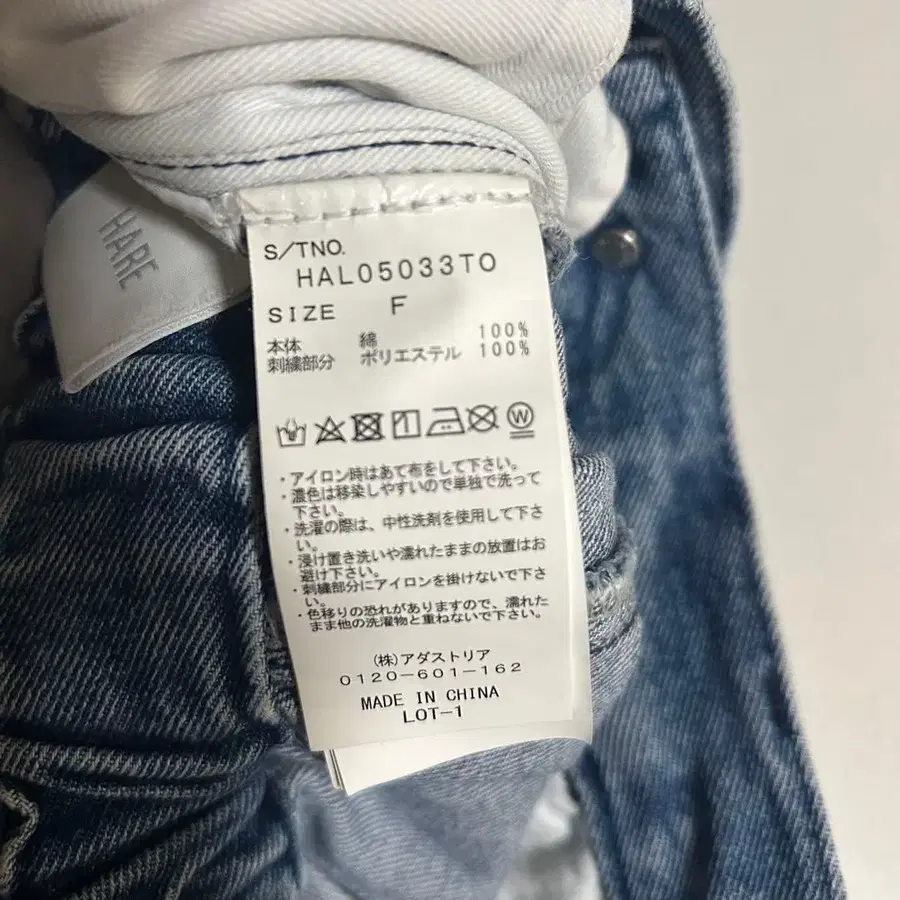 HARE
S/TNO.
HAL05033TO
SIZE F
本体 綿 100%
刺繍部分 ポリエステル 100%
W
・アイロン時はあて布をして下さい。
・濃色は移染しやすいので単独で洗って
下さい。
・洗濯の際は、中性洗剤を使用して下さ
い。
・浸け置き洗いや濡れたままの放置はお
避け下さい。
・刺繍部分にアイロンを掛けないで下さ
い。
・色移りの恐れがありますので、濡れた
まま他の洗濯物と重ねないで下さい。
(株)アダストリア
0120-601-162
MADE IN CHINA
LOT-1